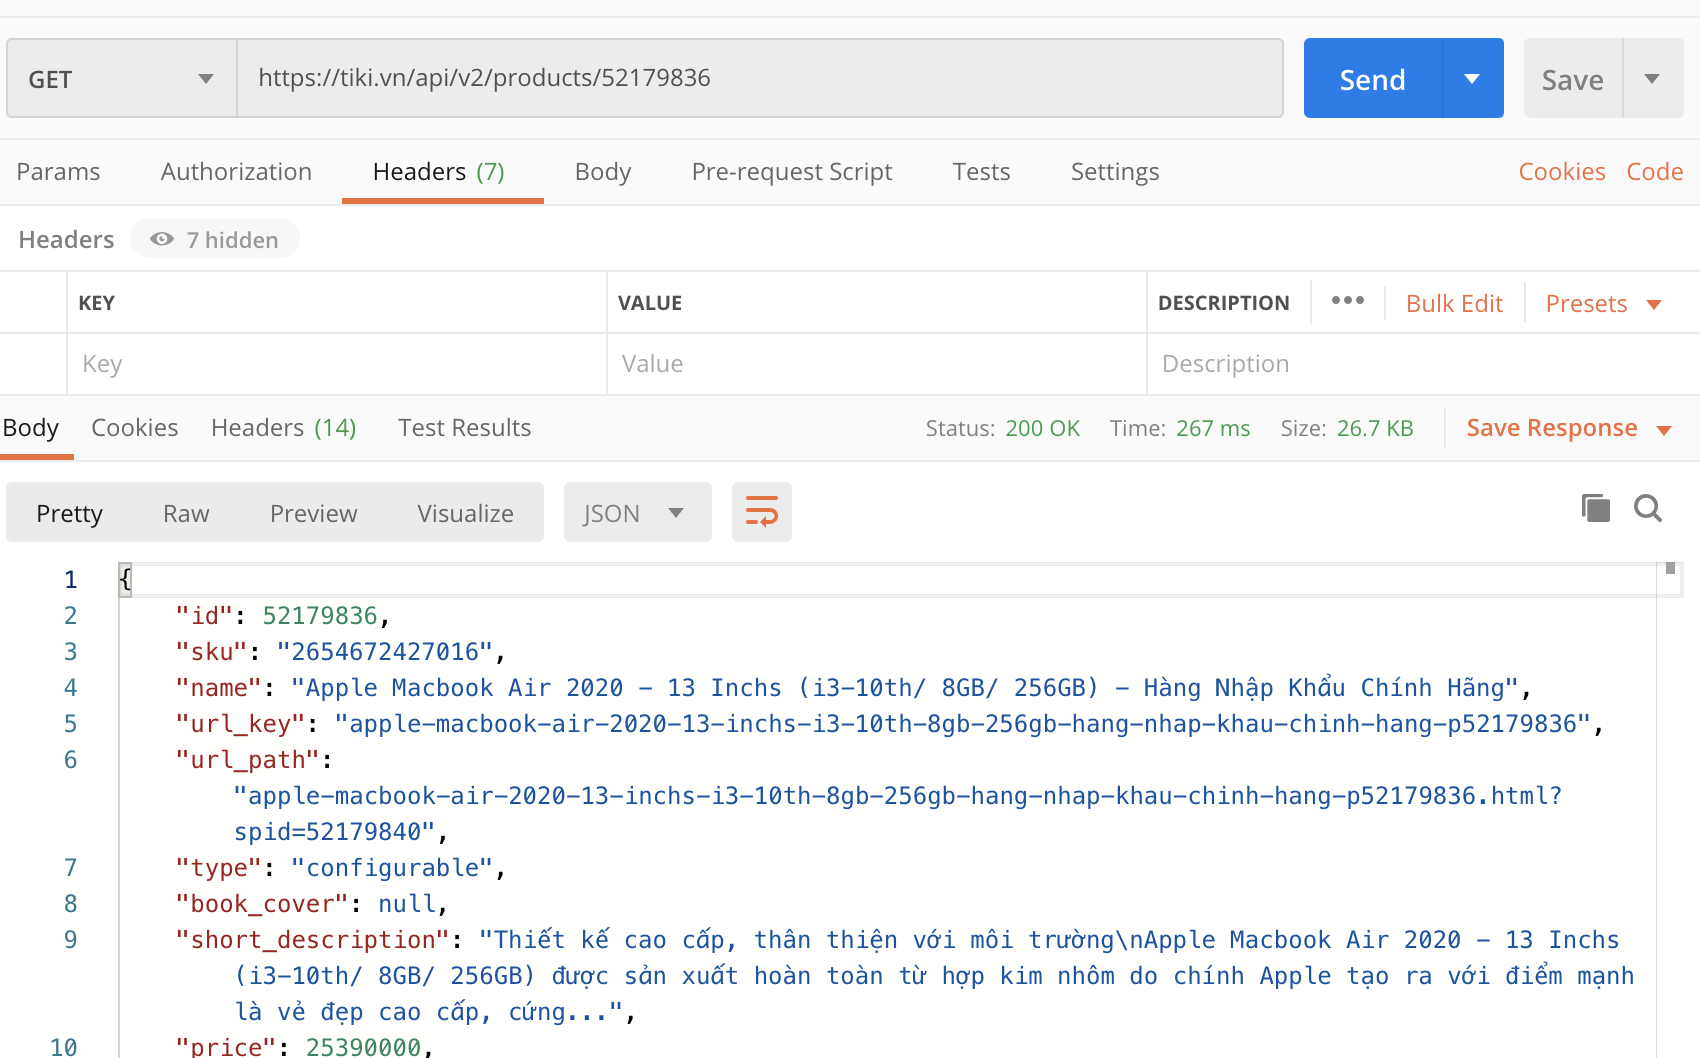 GET https://tiki.vn/api/v2/products/52179836 Send Save
Params Authorization Headers (7) Body Pre-request Script Tests Settings Cookies Code
Headers 7 hidden
KEY VALUE DESCRIPTION ••• Bulk Edit Presets
Key Value Description
Body Cookies Headers (14) Test Results Status: 200 OK Time: 267 ms Size: 26.7 KB Save Response
Pretty Raw Preview Visualize JSON
1 {
2 "id": 52179836,
3 "sku": "2654672427016",
4 "name": "Apple Macbook Air 2020 - 13 Inchs (i3-10th/ 8GB/ 256GB) - Hàng Nhập Khẩu Chính Hãng",
5 "url_key": "apple-macbook-air-2020-13-inchs-i3-10th-8gb-256gb-hang-nhap-khau-chinh-hang-p52179836",
6 "url_path":
"apple-macbook-air-2020-13-inchs-i3-10th-8gb-256gb-hang-nhap-khau-chinh-hang-p52179836.html?
spid=52179840",
7 "type": "configurable",
8 "book_cover": null,
9 "short_description": "Thiết kế cao cấp, thân thiện với môi trường\nApple Macbook Air 2020 - 13 Inchs
(i3-10th/ 8GB/ 256GB) được sản xuất hoàn toàn từ hợp kim nhôm do chính Apple tạo ra với điểm mạnh
là vẻ đẹp cao cấp, cứng...",
10 "price": 25390000,